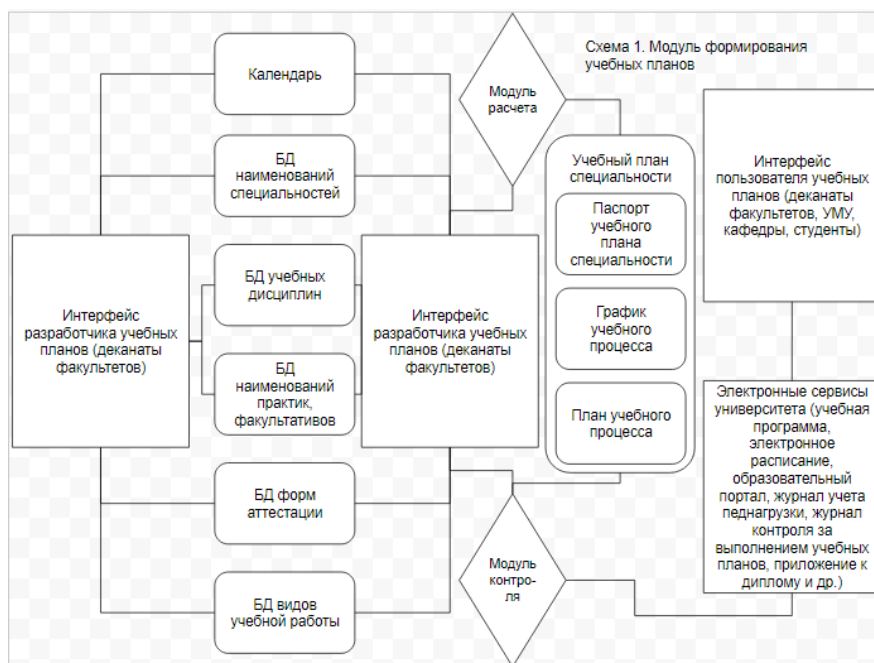 Схема 1. Модуль формирования
учебных планов
Календарь
БД
наименований
специальностей
БД учебных
дисциплин
БД
наименований
практик,
факультативов
БД форм
аттестации
БД видов
учебной работы
Интерфейс
разработчика учебных
планов (деканаты
факультетов)
Интерфейс
разработчика учебных
планов (деканаты
факультетов)
Модуль
расчета
Модуль
контро-
ля
Учебный план
специальности
Паспорт
учебного
плана
специальности
График
учебного
процесса
План учебного
процесса
Интерфейс
пользователя учебных
планов (деканаты
факультетов, УМУ,
кафедры, студенты)
Электронные сервисы
университета (учебная
программа,
электронное
расписание,
образовательный
портал, журнал учета
педнагрузки, журнал
контроля за
выполнением учебных
планов, приложение к
диплому и др.)